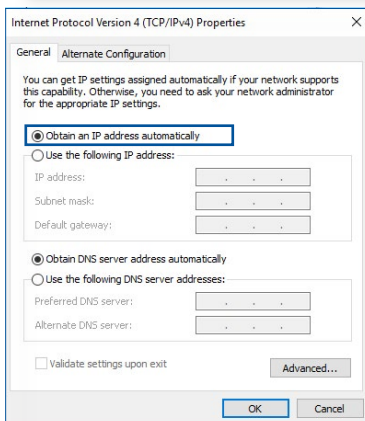 Internet Protocol Version 4 (TCP/IPv4) Properties
General
Alternate Configuration
You can get IP settings assigned automatically if your network supports
this capability. Otherwise, you need to ask your network administrator
for the appropriate IP settings.
Obtain an IP address automatically
Use the following IP address:
IP address:
Subnet mask:
Default gateway:
Obtain DNS server address automatically
Use the following DNS server addresses:
Preferred DNS server:
Alternate DNS server:
Validate settings upon exit
Advanced...
OK
Cancel